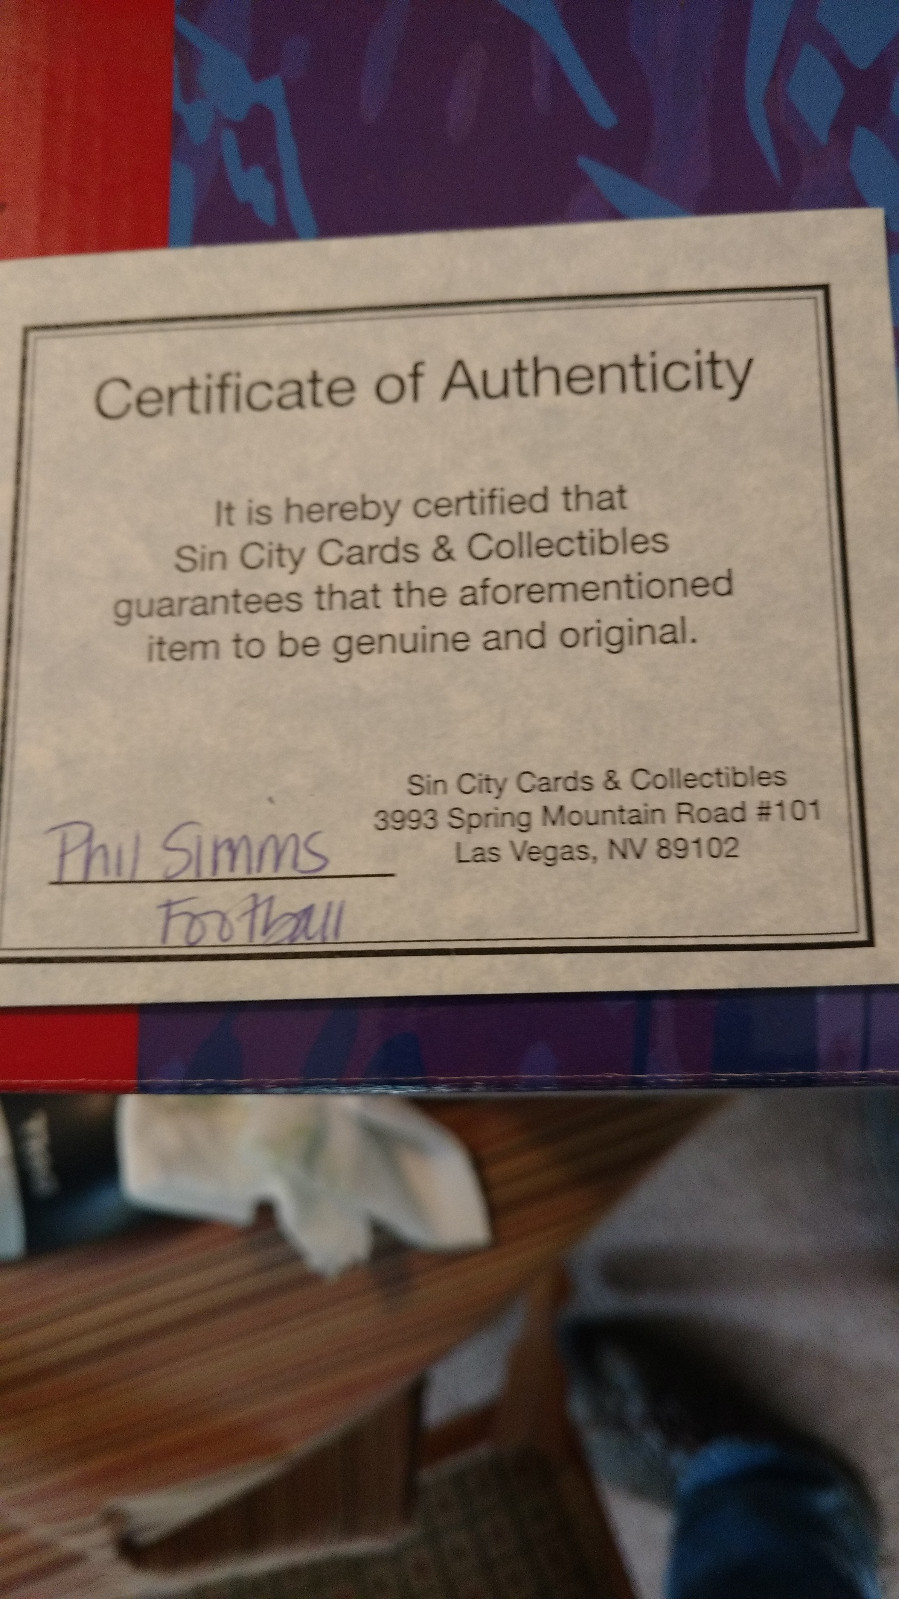 Certificate of Authenticity
It is hereby certified that
Sin City Cards & Collectibles
guarantees that the aforementioned
item to be genuine and original.
Sin City Cards & Collectibles
3993 Spring Mountain Road #101
Las Vegas, NV 89102
Phil Simms
Football